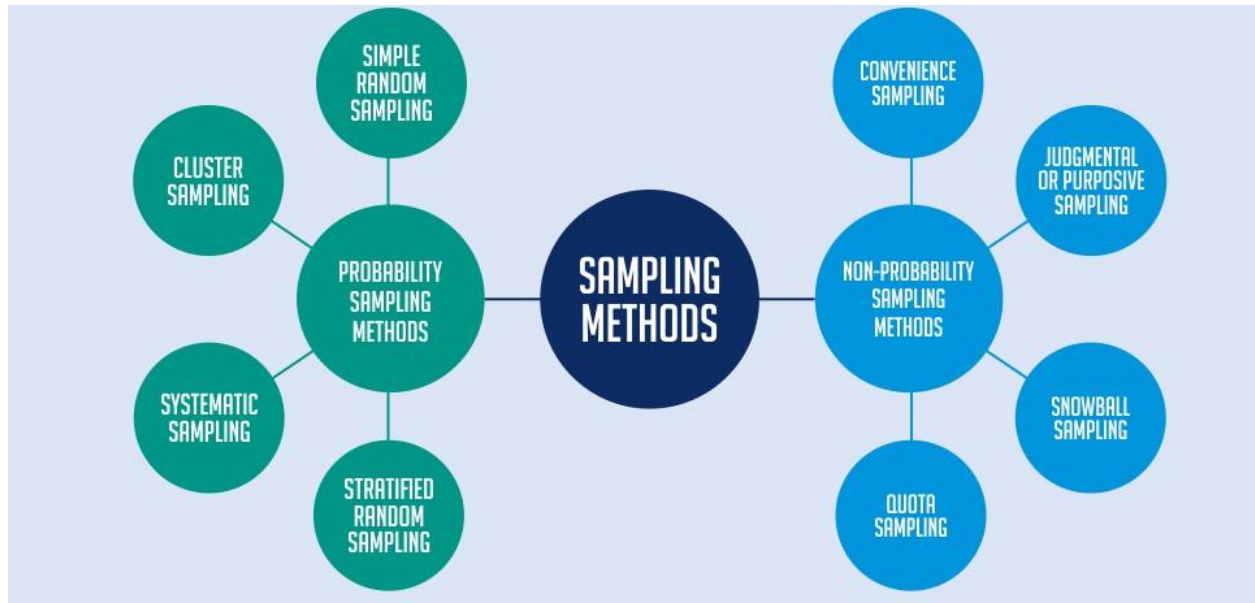 SIMPLE
RANDOM
SAMPLING
CLUSTER
SAMPLING
PROBABILITY
SAMPLING
METHODS
SYSTEMATIC
SAMPLING
STRATIFIED
RANDOM
SAMPLING
SAMPLING
METHODS
CONVENIENCE
SAMPLING
JUDGMENTAL
OR PURPOSIVE
SAMPLING
NON-PROBABILITY
SAMPLING
METHODS
SNOWBALL
SAMPLING
QUOTA
SAMPLING